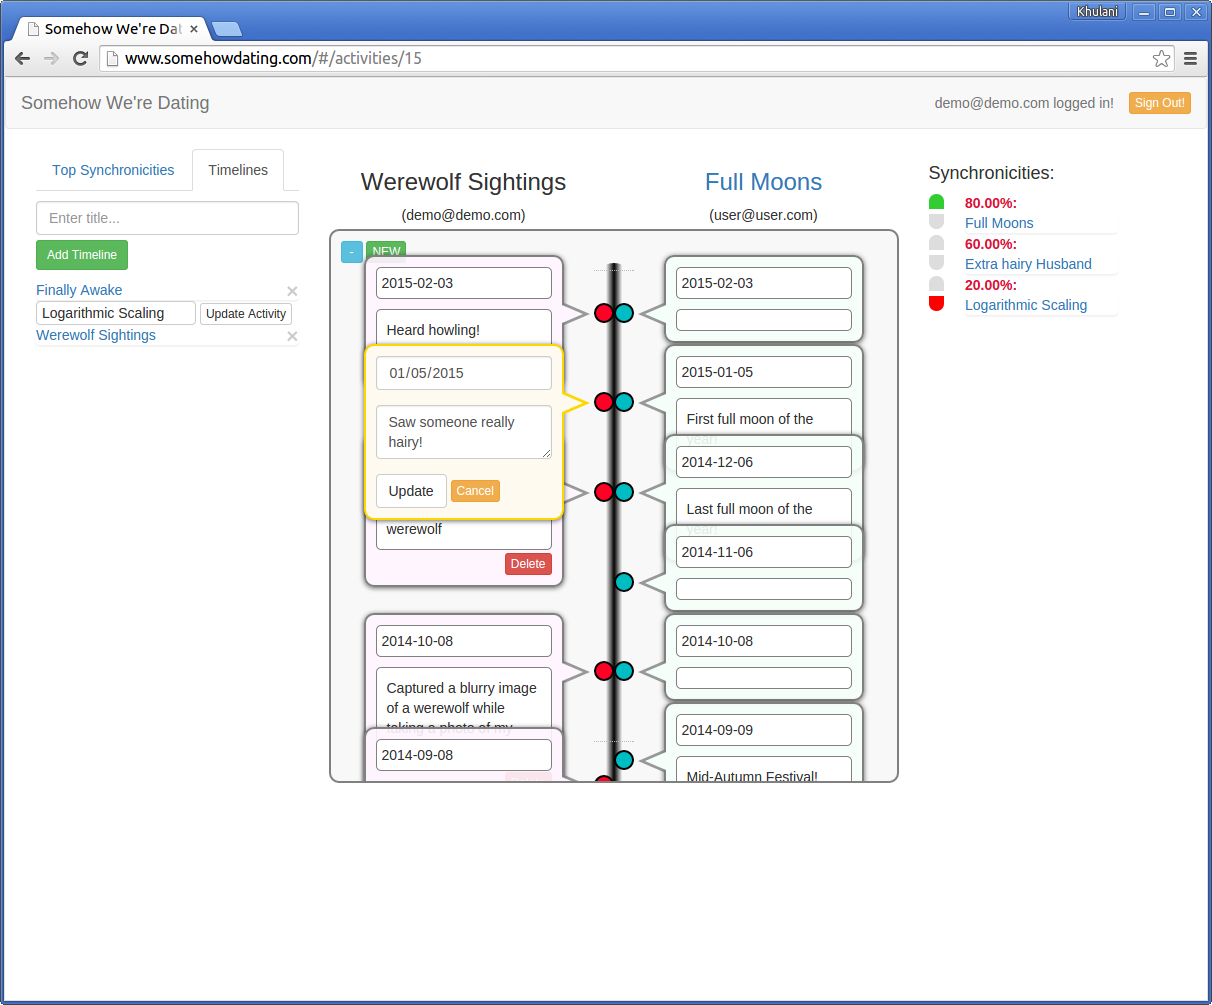 Khulani
Somehow We're Dat
www.somehowdating.com/#/activities/15
Somehow We're Dating
demo@demo.com logged in!
Sign Out!
Top Synchronicities
Timelines
Enter title...
Add Timeline
Finally Awake
Logarithmic Scaling
Update Activity
Werewolf Sightings
Werewolf Sightings
(demo@demo.com)
Full Moons
(user@user.com)
-
NEW
2015-02-03
Heard howling!
01/05/2015
Saw someone really
hairy!
Update
Cancel
werewolf
Delete
2014-10-08
Captured a blurry image
of a werewolf while
taking a photo of my
2014-09-08
2015-02-03
2015-01-05
First full moon of the
year!
2014-12-06
Last full moon of the
year!
2014-11-06
2014-10-08
2014-09-09
Mid-Autumn Festival!
Synchronicities:
80.00%:
Full Moons
60.00%:
Extra hairy Husband
20.00%:
Logarithmic Scaling